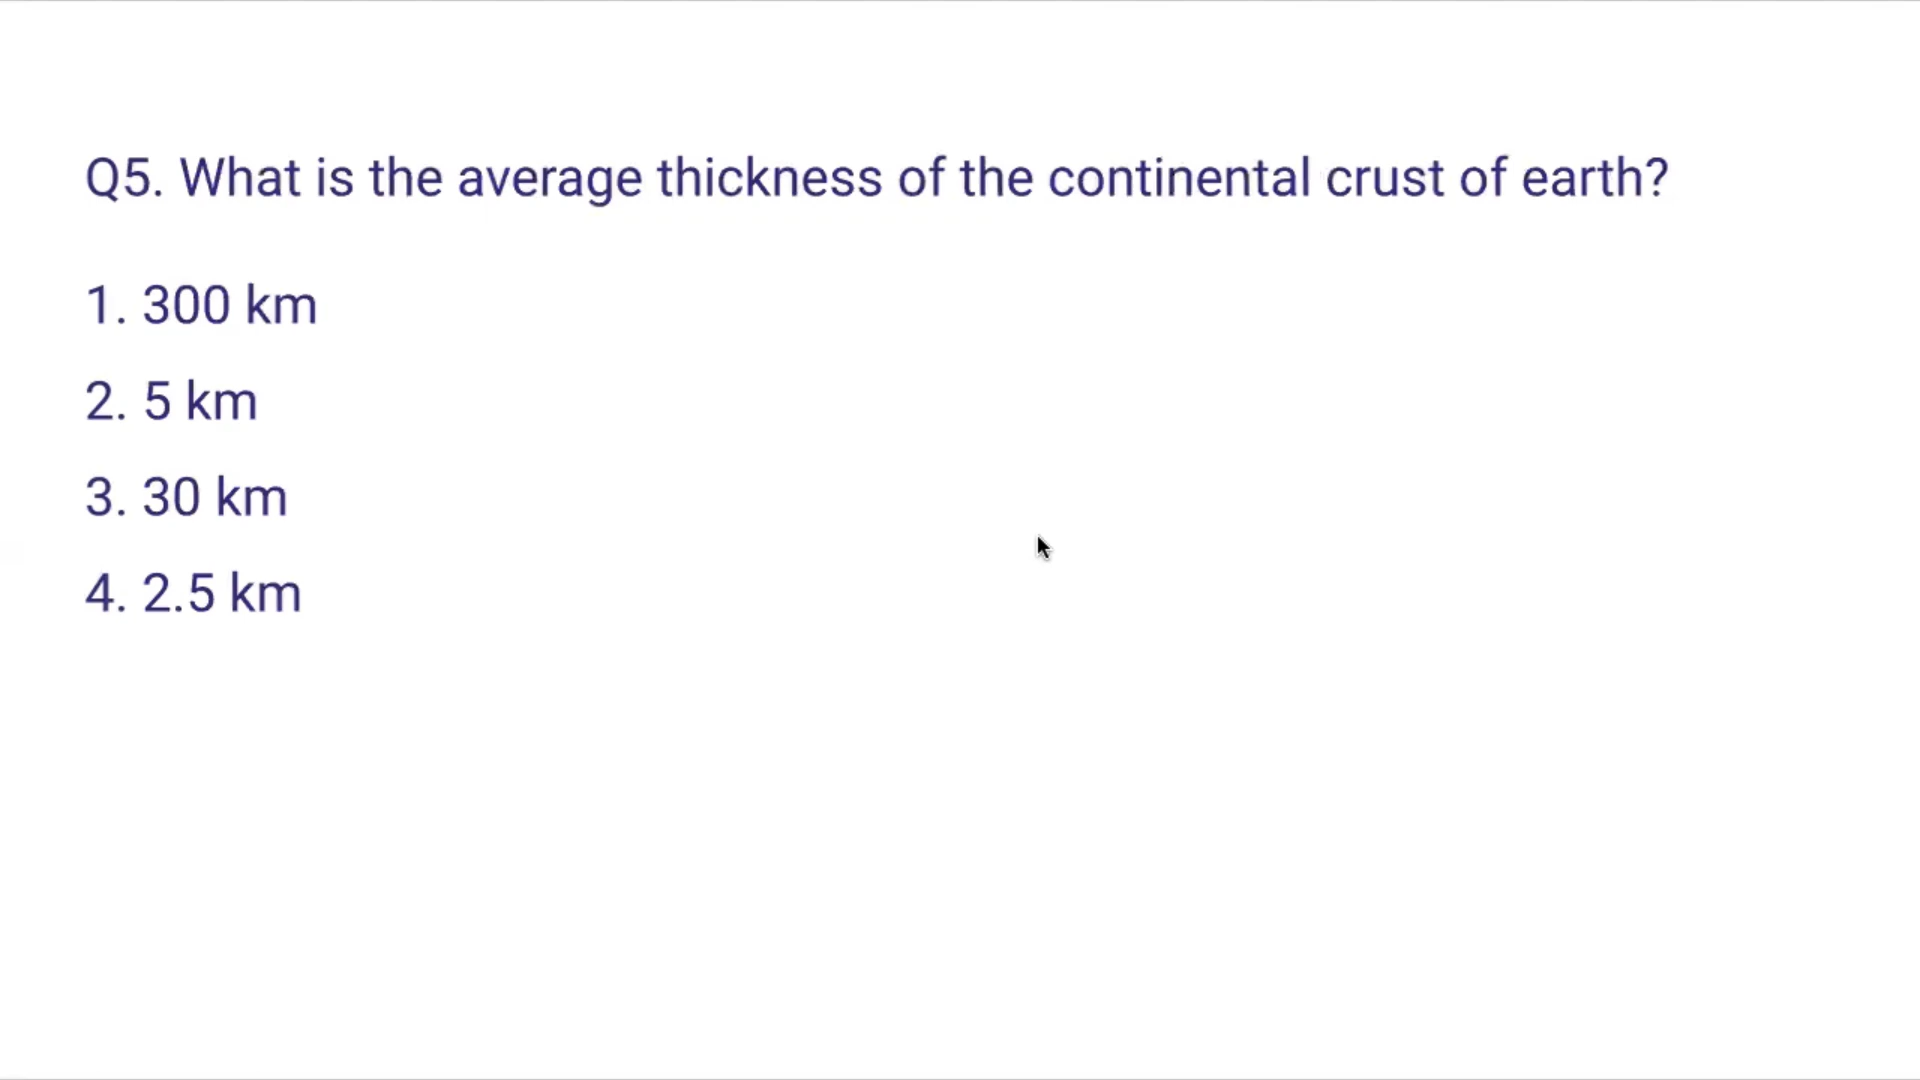 Q5. What is the average thickness of the continental crust of earth?
1. 300 km
2. 5 km
3. 30 km
4. 2.5 km